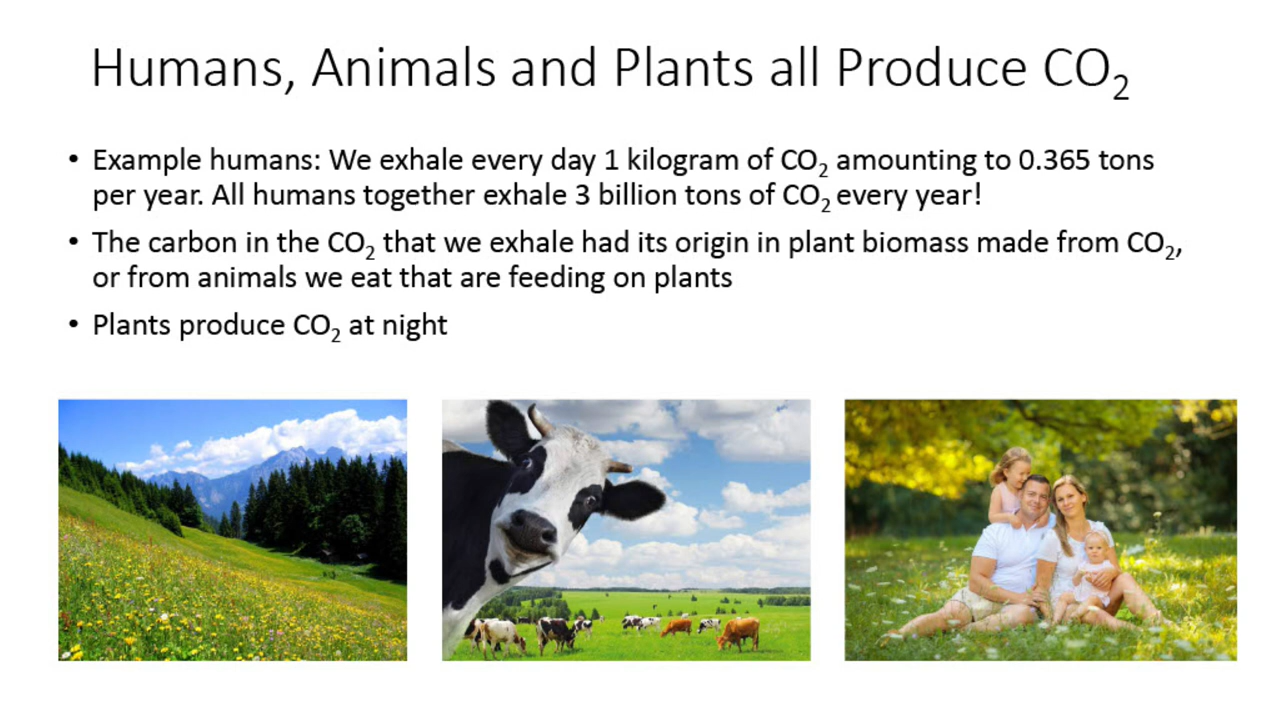 Humans, Animals and Plants all Produce CO₂
• Example humans: We exhale every day 1 kilogram of CO₂ amounting to 0.365 tons
per year. All humans together exhale 3 billion tons of CO₂ every year!
• The carbon in the CO₂ that we exhale had its origin in plant biomass made from CO₂,
or from animals we eat that are feeding on plants
• Plants produce CO₂ at night